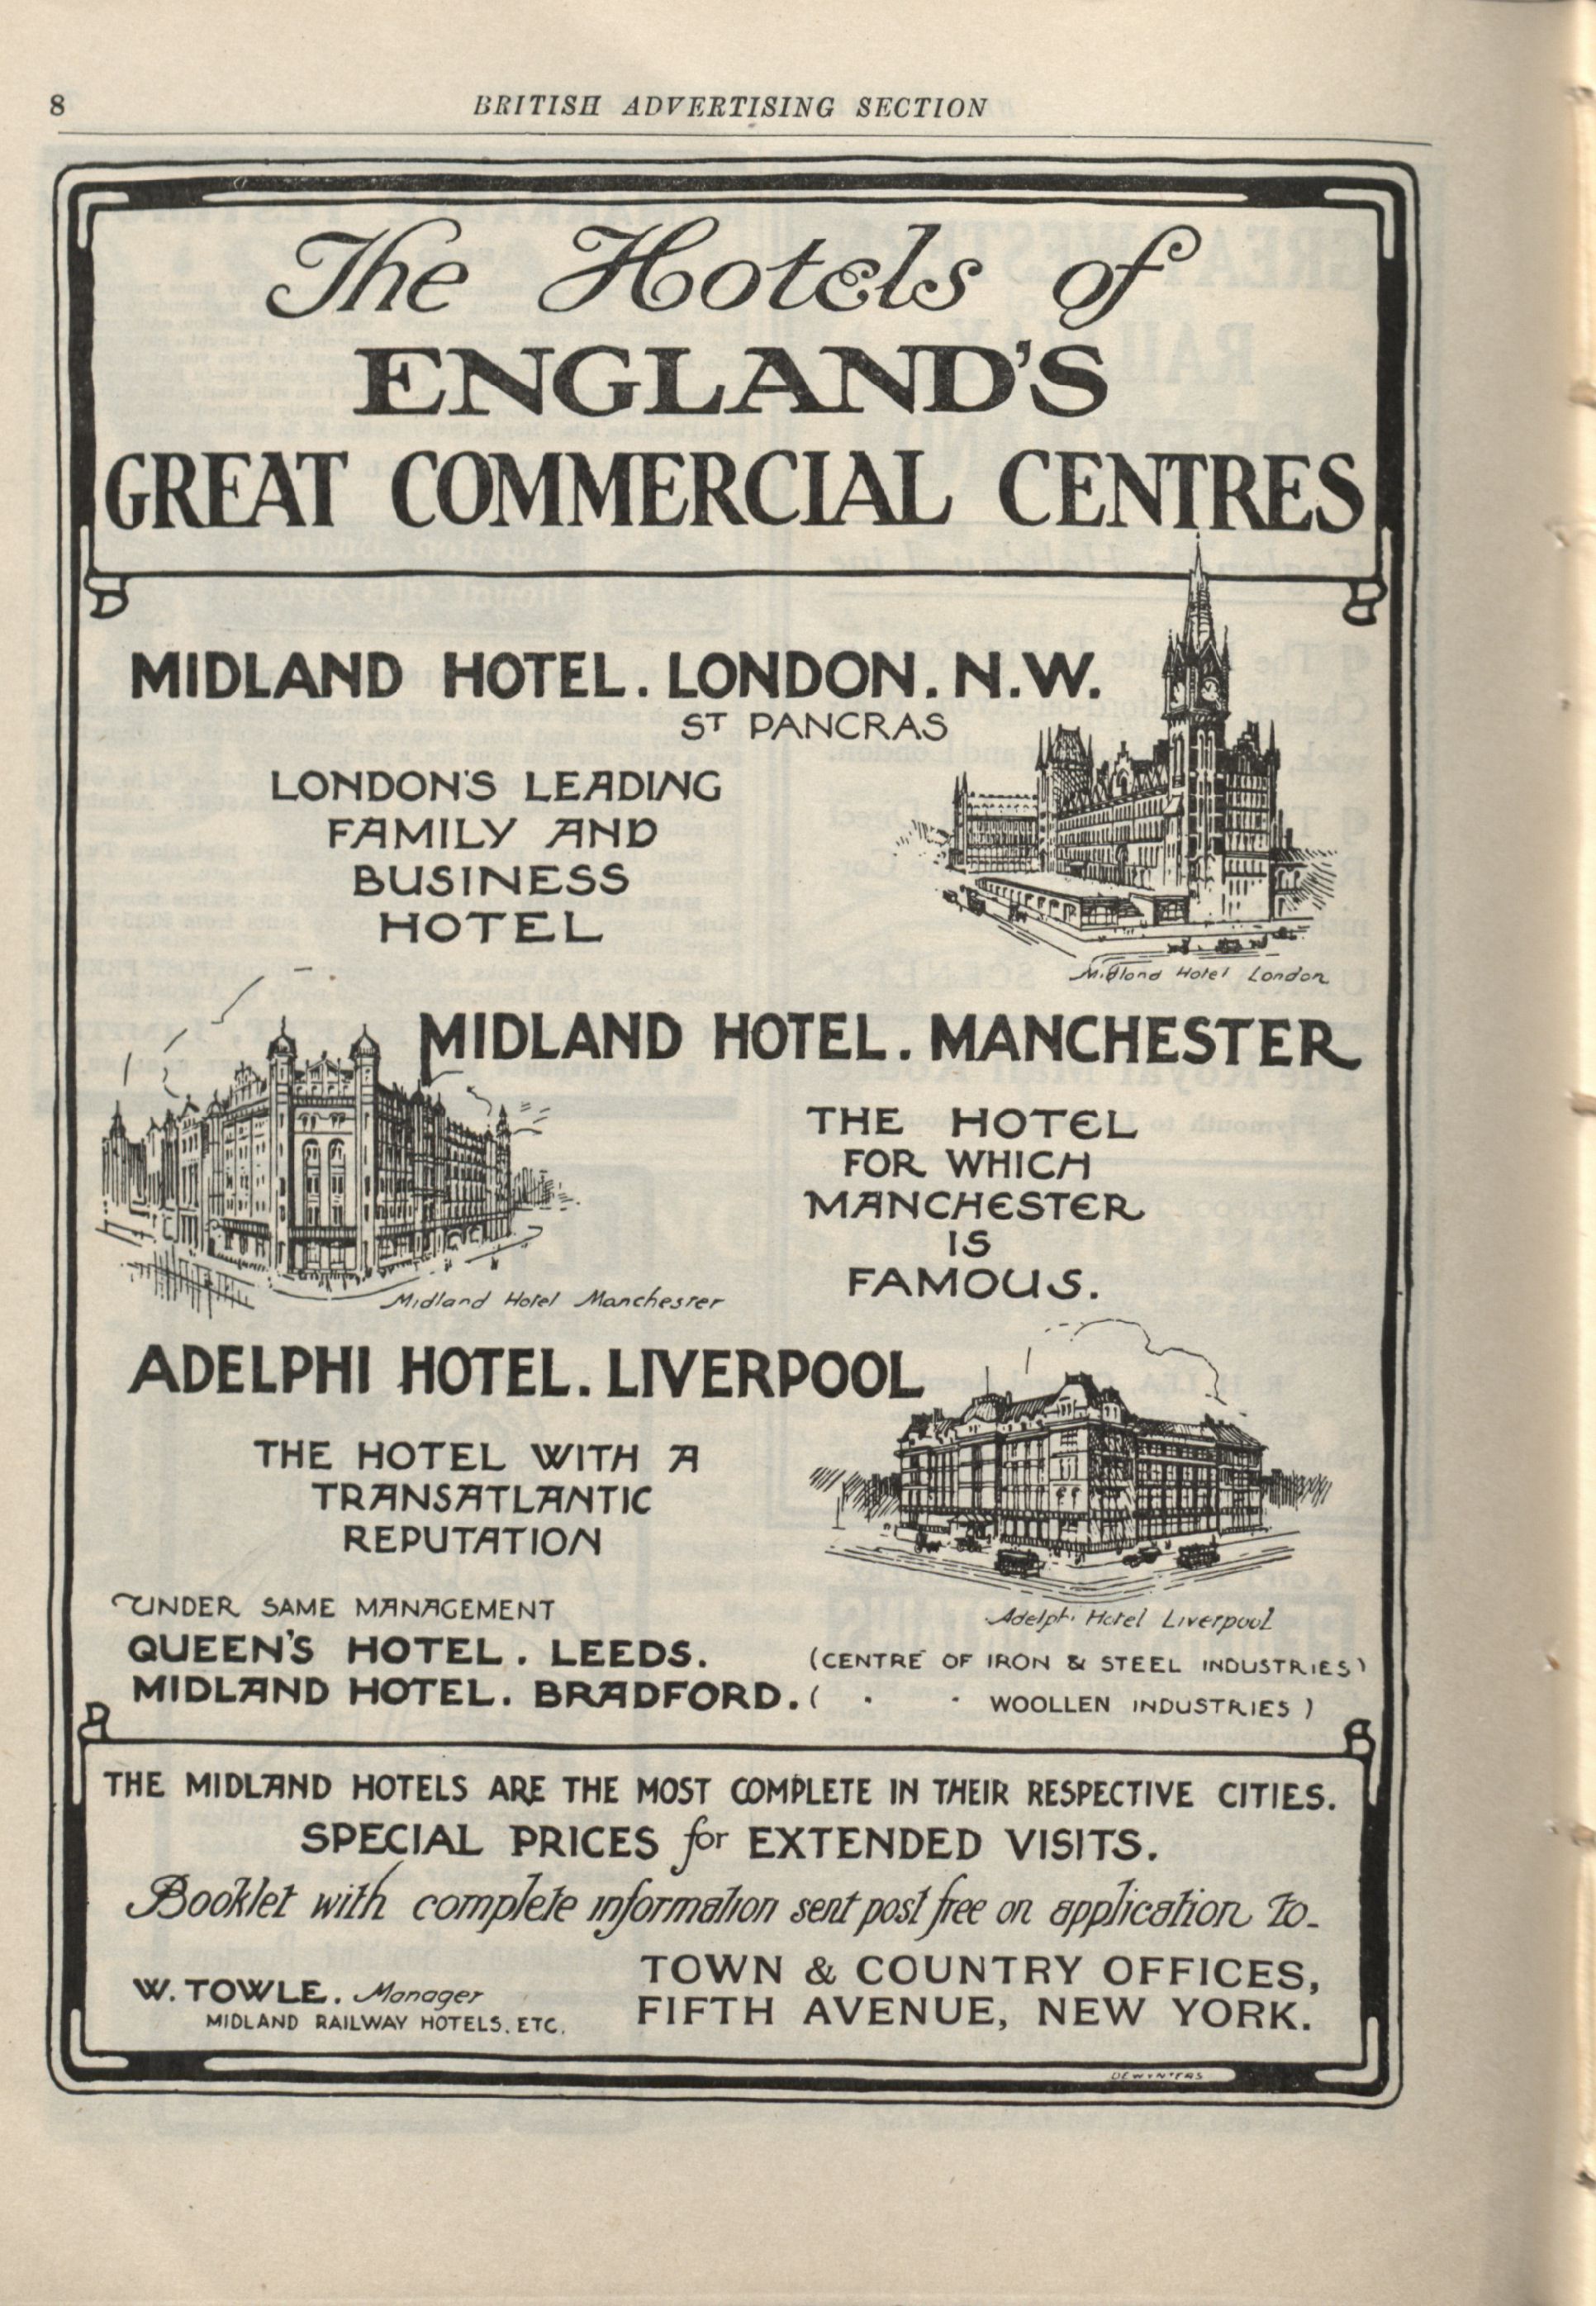 8
BRITISH ADVERTISING SECTION
The Hotels of
ENGLAND'S
GREAT COMMERCIAL CENTRES
MIDLAND HOTEL. LONDON. N.W.
ST PANCRAS
LONDON'S LEADING
FAMILY AND
BUSINESS
HOTEL
Midland Hotel London
MIDLAND HOTEL. MANCHESTER
THE HOTEL
FOR WHICH
MANCHESTER
IS
FAMOUS.
Midland Hotel Manchester
ADELPHI HOTEL. LIVERPOOL
THE HOTEL WITH A
TRANSATLANTIC
REPUTATION
Adelphi Hotel Liverpool
UNDER SAME MANAGEMENT
QUEEN'S HOTEL. LEEDS. (CENTRE OF IRON & STEEL INDUSTRIES)
MIDLAND HOTEL. BRADFORD. ( " " WOOLLEN INDUSTRIES )
THE MIDLAND HOTELS ARE THE MOST COMPLETE IN THEIR RESPECTIVE CITIES.
SPECIAL PRICES for EXTENDED VISITS.
Booklet with complete information sent post free on application to-
W. TOWLE. Manager
MIDLAND RAILWAY HOTELS. ETC.
TOWN & COUNTRY OFFICES,
FIFTH AVENUE, NEW YORK.
DEWYNTERS